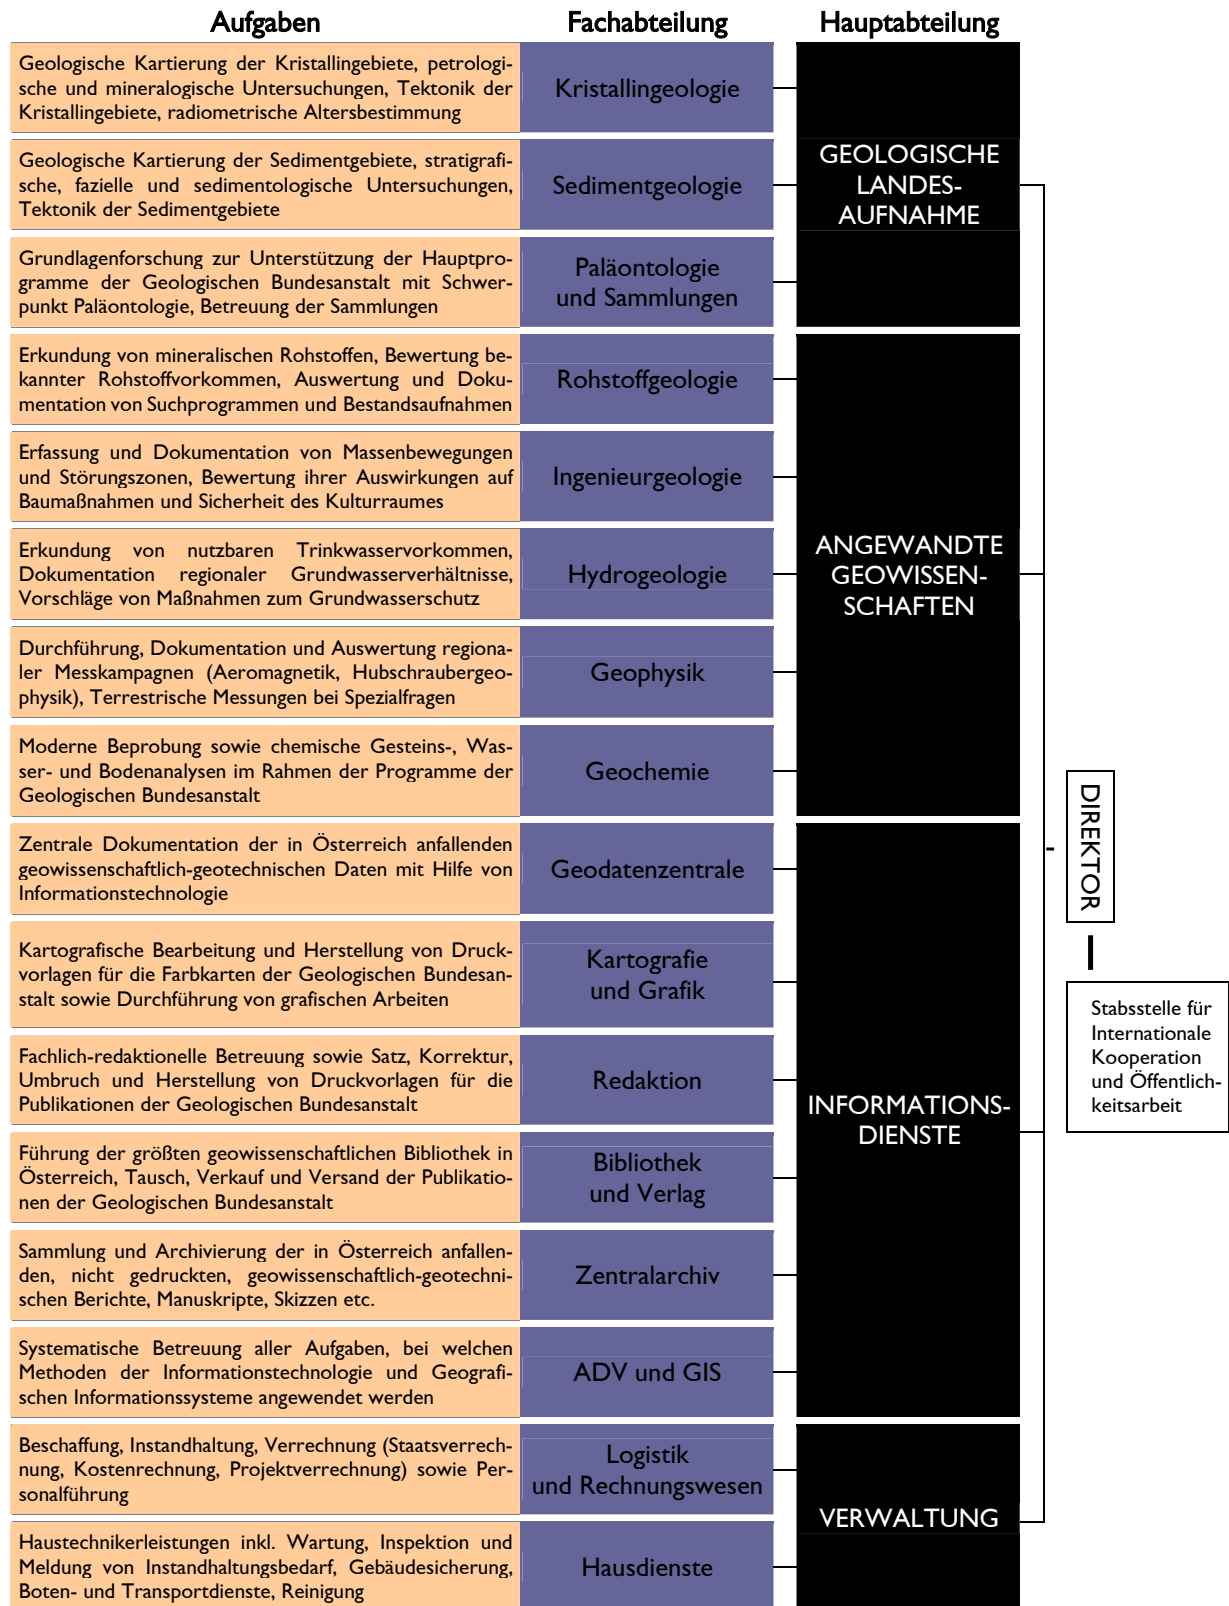 Aufgaben
Fachabteilung
Hauptabteilung
Geologische Kartierung der Kristallingebiete, petrologi-
sche und mineralogische Untersuchungen, Tektonik der
Kristallingebiete, radiometrische Altersbestimmung
Kristallingeologie
Geologische Kartierung der Sedimentgebiete, stratigrafi-
sche, fazielle und sedimentologische Untersuchungen,
Tektonik der Sedimentgebiete
Sedimentgeologie
Grundlagenforschung zur Unterstützung der Hauptpro-
gramme der Geologischen Bundesanstalt mit Schwer-
punkt Paläontologie, Betreuung der Sammlungen
Paläontologie
und Sammlungen
GEOLOGISCHE
LANDES-
AUFNAHME
Erkundung von mineralischen Rohstoffen, Bewertung be-
kannter Rohstoffvorkommen, Auswertung und Doku-
mentation von Suchprogrammen und Bestandsaufnahmen
Rohstoffgeologie
Erfassung und Dokumentation von Massenbewegungen
und Störungszonen, Bewertung ihrer Auswirkungen auf
Baumaßnahmen und Sicherheit des Kulturraumes
Ingenieurgeologie
Erkundung von nutzbaren Trinkwasservorkommen,
Dokumentation regionaler Grundwasserverhältnisse,
Vorschläge von Maßnahmen zum Grundwasserschutz
Hydrogeologie
Durchführung, Dokumentation und Auswertung regiona-
ler Messkampagnen (Aeromagnetik, Hubschraubergeo-
physik), Terrestrische Messungen bei Spezialfragen
Geophysik
Moderne Beprobung sowie chemische Gesteins-, Was-
ser- und Bodenanalysen im Rahmen der Programme der
Geologischen Bundesanstalt
Geochemie
ANGEWANDTE
GEOWISSEN-
SCHAFTEN
Zentrale Dokumentation der in Österreich anfallenden
geowissenschaftlich-geotechnischen Daten mit Hilfe von
Informationstechnologie
Geodatenzentrale
Kartografische Bearbeitung und Herstellung von Druck-
vorlagen für die Farbkarten der Geologischen Bundesan-
stalt sowie Durchführung von grafischen Arbeiten
Kartografie
und Grafik
Fachlich-redaktionelle Betreuung sowie Satz, Korrektur,
Umbruch und Herstellung von Druckvorlagen für die
Publikationen der Geologischen Bundesanstalt
Redaktion
Führung der größten geowissenschaftlichen Bibliothek in
Österreich, Tausch, Verkauf und Versand der Publikatio-
nen der Geologischen Bundesanstalt
Bibliothek
und Verlag
Sammlung und Archivierung der in Österreich anfallen-
den, nicht gedruckten, geowissenschaftlich-geotechni-
schen Berichte, Manuskripte, Skizzen etc.
Zentralarchiv
Systematische Betreuung aller Aufgaben, bei welchen
Methoden der Informationstechnologie und Geografi-
schen Informationssysteme angewendet werden
ADV und GIS
INFORMATIONS-
DIENSTE
Beschaffung, Instandhaltung, Verrechnung (Staatsverrech-
nung, Kostenrechnung, Projektverrechnung) sowie Per-
sonalführung
Logistik
und Rechnungswesen
Haustechnikerleistungen inkl. Wartung, Inspektion und
Meldung von Instandhaltungsbedarf, Gebäudesicherung,
Boten- und Transportdienste, Reinigung
Hausdienste
VERWALTUNG
DIREKTOR
Stabsstelle für
Internationale
Kooperation
und Öffentlich-
keitsarbeit